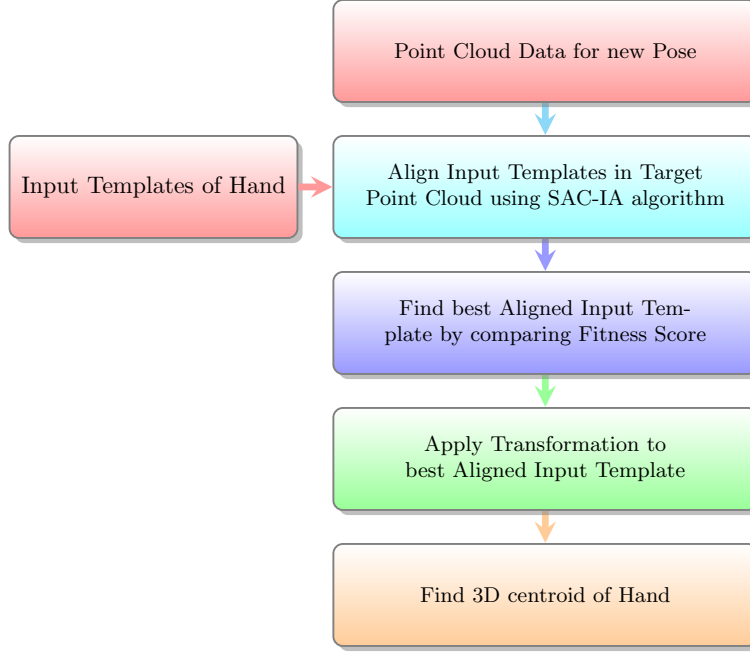 Point Cloud Data for new Pose
Input Templates of Hand
Align Input Templates in Target
Point Cloud using SAC-IA algorithm
Find best Aligned Input Tem-
plate by comparing Fitness Score
Apply Transformation to
best Aligned Input Template
Find 3D centroid of Hand